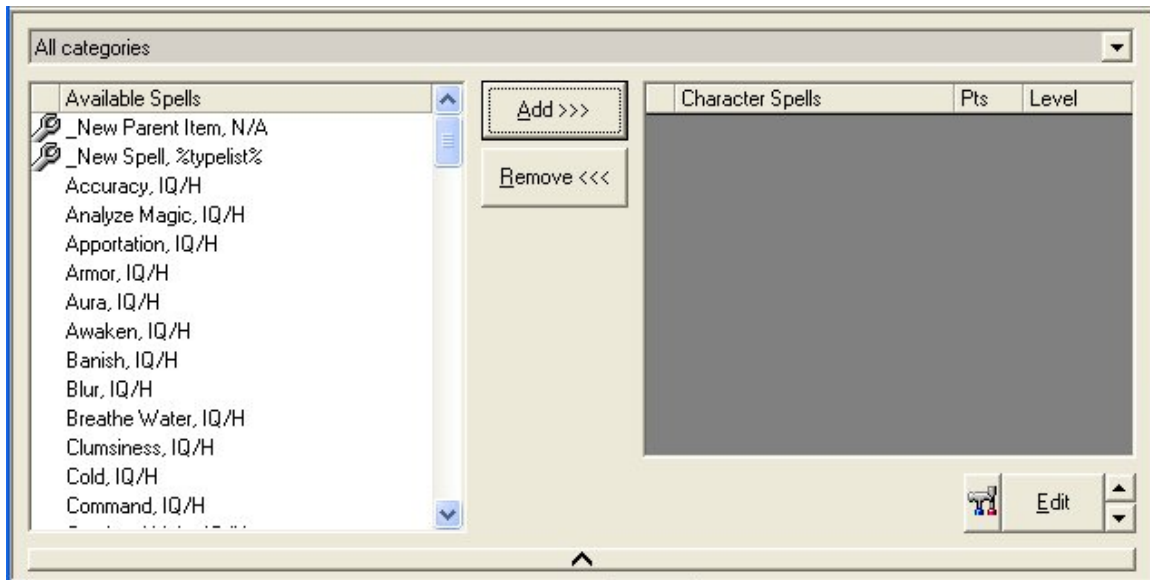 All categories
Available Spells
_New Parent Item, N/A
_New Spell, %typelist%
Accuracy, IQ/H
Analyze Magic, IQ/H
Apportation, IQ/H
Armor, IQ/H
Aura, IQ/H
Awaken, IQ/H
Banish, IQ/H
Blur, IQ/H
Breathe Water, IQ/H
Clumsiness, IQ/H
Cold, IQ/H
Command, IQ/H
Add >>>
Remove <<<
Character Spells Pts Level
Edit